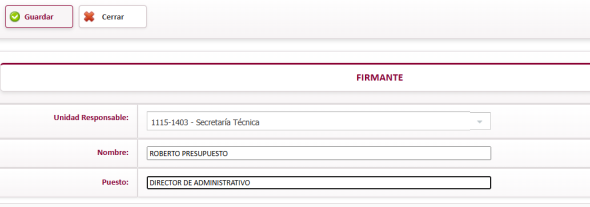 Guardar Cerrar
FIRMANTE
Unidad Responsable: 1115-1403 - Secretaría Técnica
Nombre: ROBERTO PRESUPUESTO
Puesto: DIRECTOR DE ADMINISTRATIVO